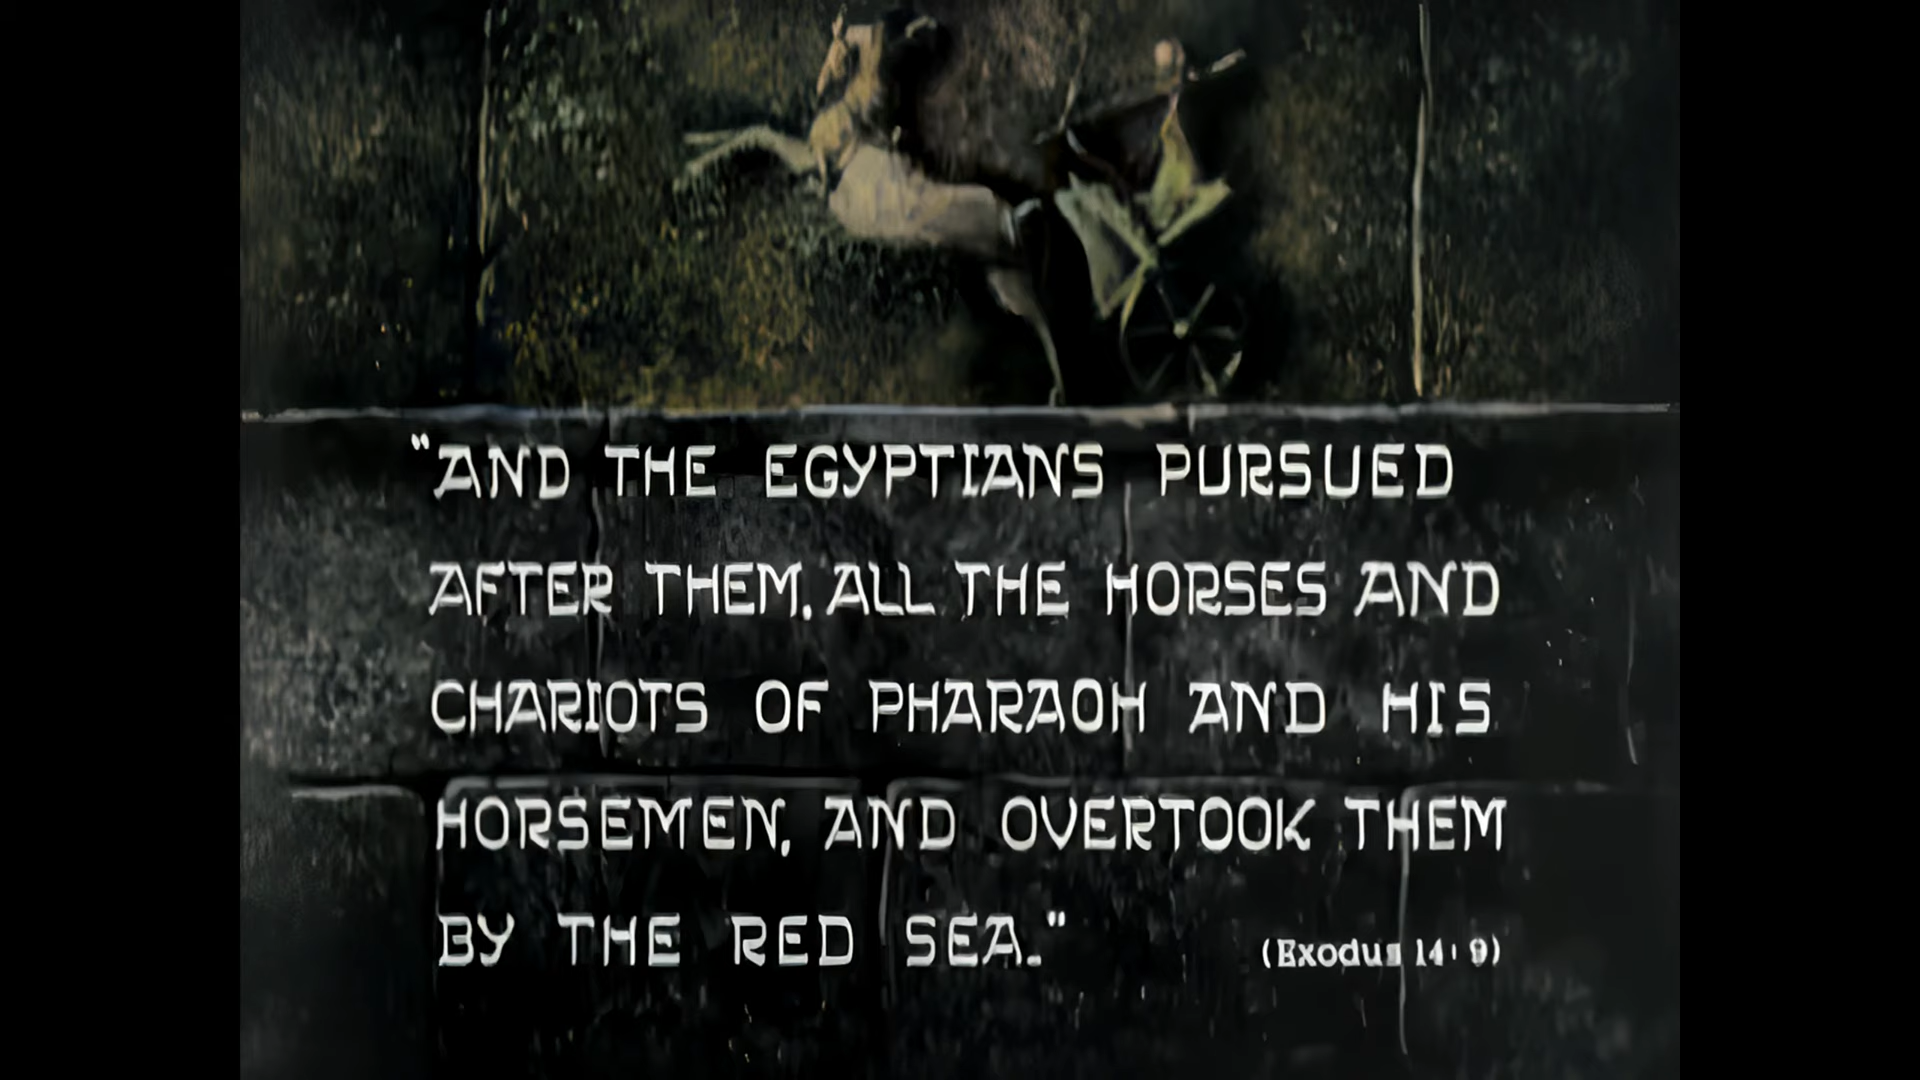 "AND THE EGYPTIANS PURSUED
AFTER THEM, ALL THE HORSES AND
CHARIOTS OF PHARAOH AND HIS
HORSEMEN, AND OVERTOOK THEM
BY THE RED SEA."
(Exodus 14:9)